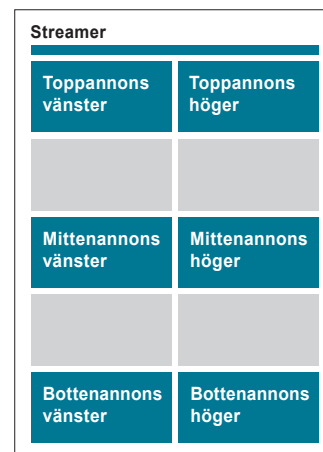 Streamer
Toppannons
vänster
Toppannons
höger
Mittenannons
vänster
Mittenannons
höger
Bottenannons
vänster
Bottenannons
höger